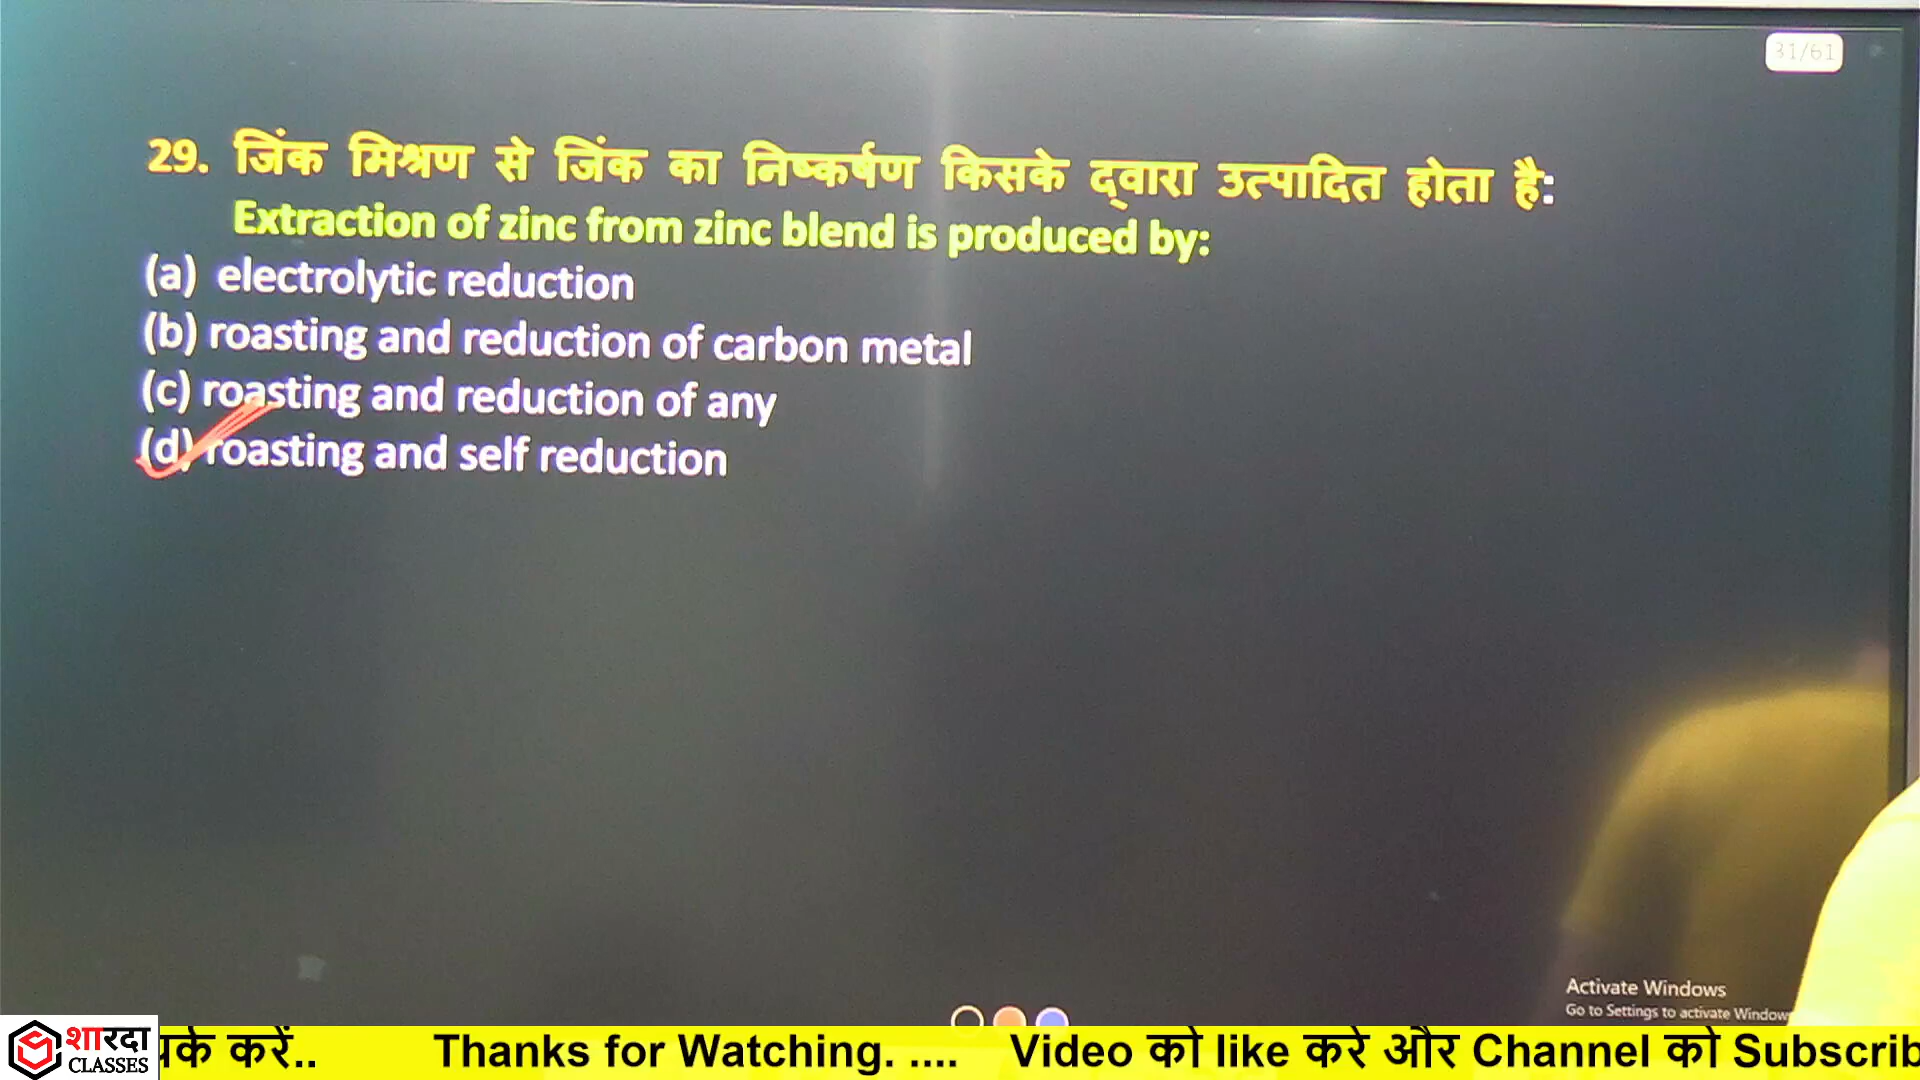 31/61
29. जिंक मिश्रण से जिंक का निष्कर्षण किसके द्वारा उत्पादित होता है:
Extraction of zinc from zinc blend is produced by:
(a) electrolytic reduction
(b) roasting and reduction of carbon metal
(c) roasting and reduction of any
(d) roasting and self reduction
Activate Windows
Go to Settings to activate Windows
शारदा
CLASSES
र्क करें.. Thanks for Watching. .... Video को like करे और Channel को Subscrib